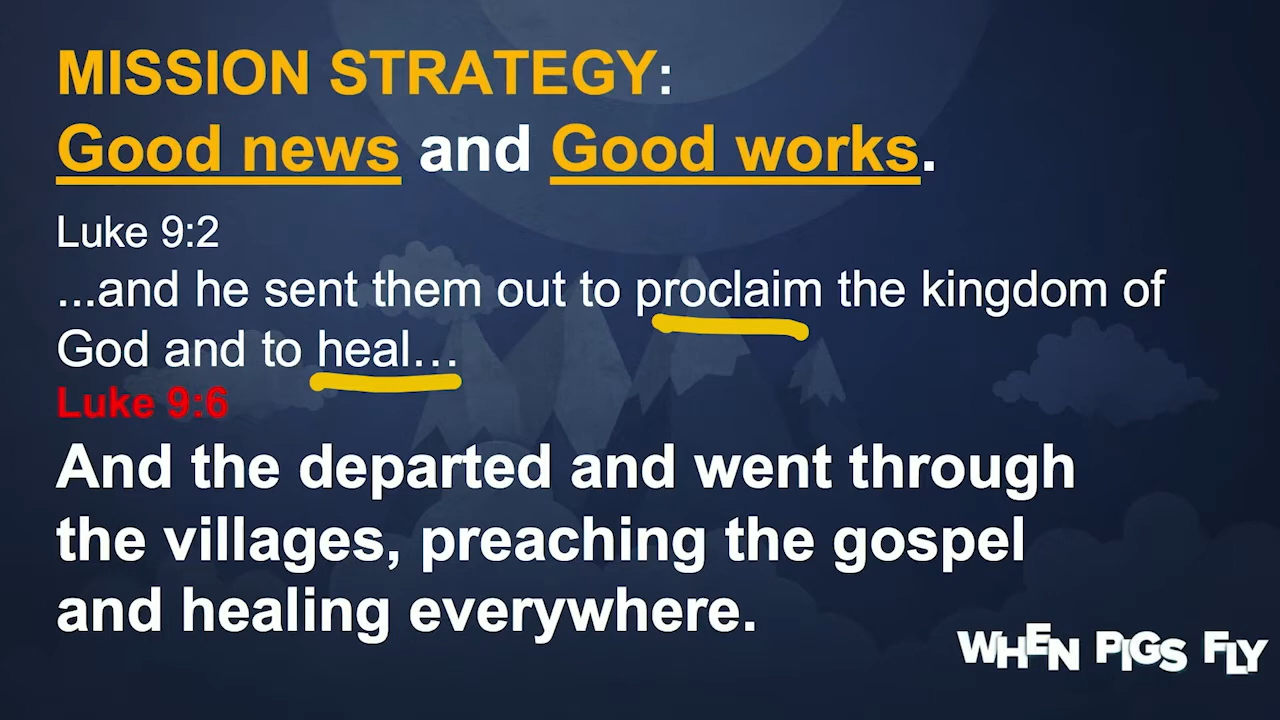 MISSION STRATEGY:
Good news and Good works.
Luke 9:2
...and he sent them out to proclaim the kingdom of
God and to heal…
Luke 9:6
And the departed and went through
the villages, preaching the gospel
and healing everywhere.
WHEN PIGS FLY